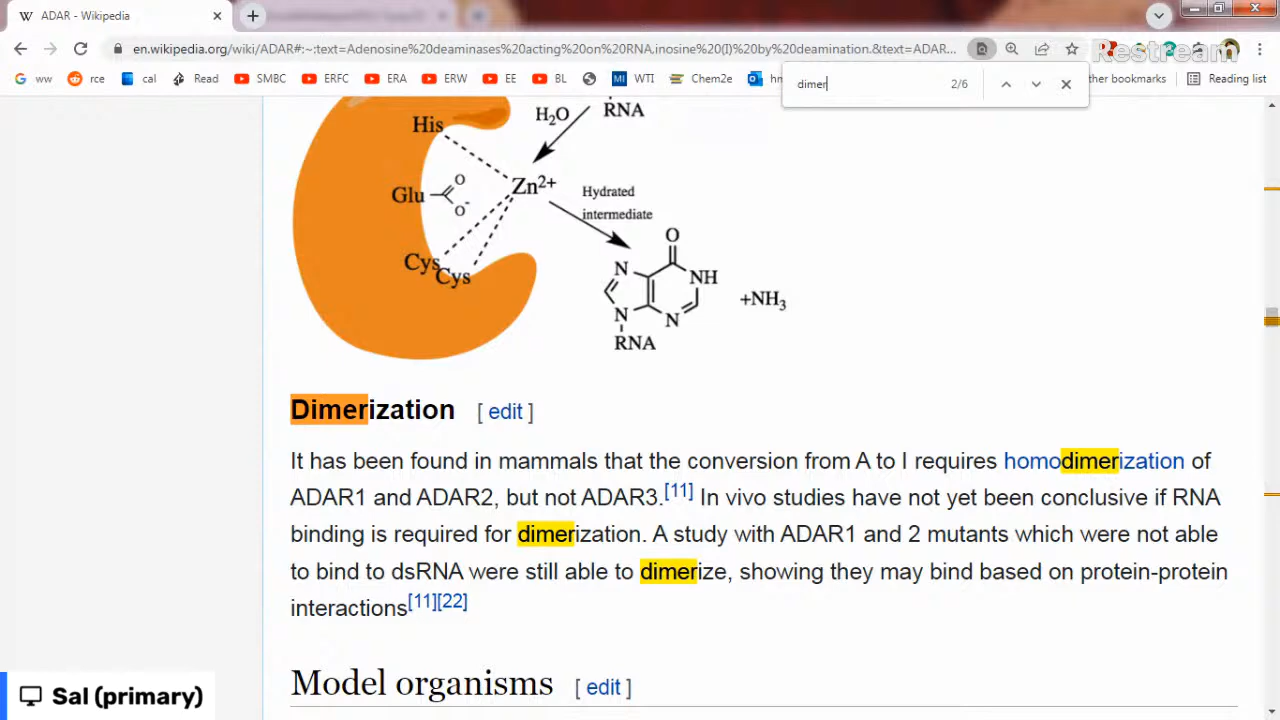 ADAR - Wikipedia
en.wikipedia.org/wiki/ADAR#:~:text=Adenosine%20deaminases%20acting%20on%20RNA,inosine%20(I)%20by%20deamination.&text=ADAR...
Restream
ww rce cal Read SMBC ERFC ERA ERW EE BL WTI Chem2e ther bookmarks Reading list
dimer 2/6
His
H2O
RNA
Zn2+
Hydrated
intermediate
Glu
O
O-
Cys
Cys
O
N
NH
N
N
RNA
+NH3
Dimerization [ edit ]
It has been found in mammals that the conversion from A to I requires homodimerization of
ADAR1 and ADAR2, but not ADAR3.[11] In vivo studies have not yet been conclusive if RNA
binding is required for dimerization. A study with ADAR1 and 2 mutants which were not able
to bind to dsRNA were still able to dimerize, showing they may bind based on protein-protein
interactions[11][22]
Model organisms [ edit ]
Sal (primary)